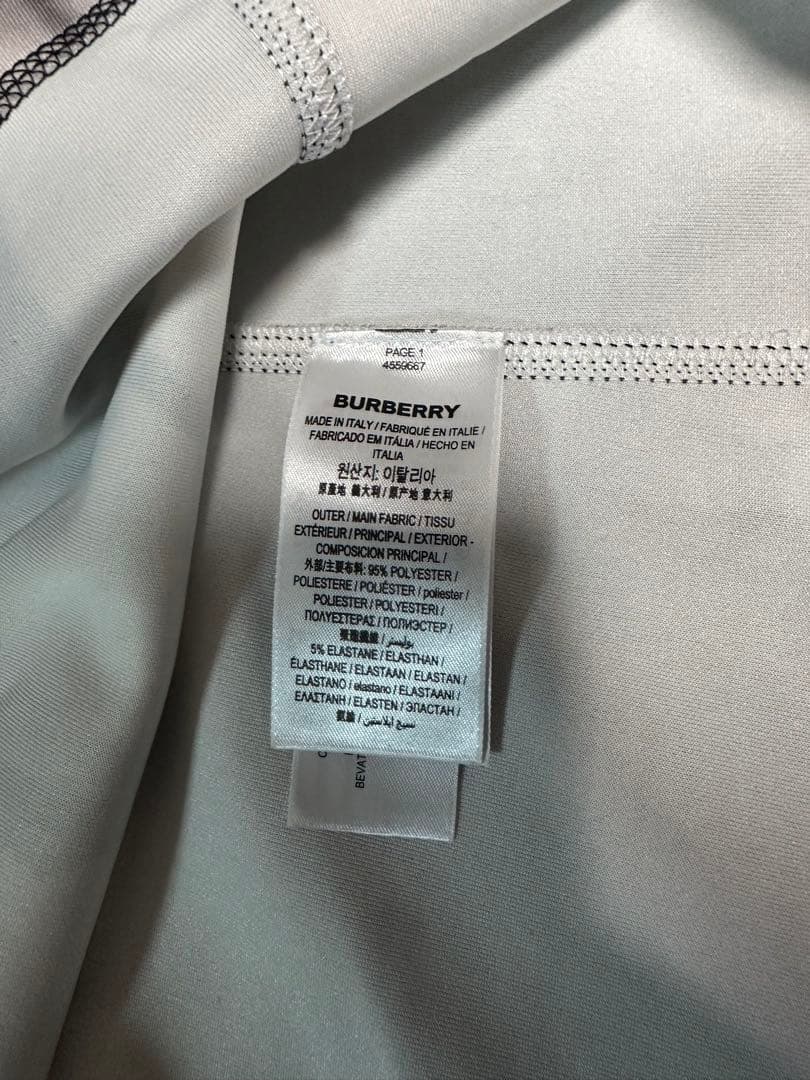 PAGE 1
4559667
BURBERRY
MADE IN ITALY / FABRIQUÉ EN ITALIE /
FABRICADO EM ITÁLIA / HECHO EN
ITALIA
원산지: 이탈리아
原產地 義大利 / 原产地 意大利
OUTER / MAIN FABRIC / TISSU
EXTÉRIEUR / PRINCIPAL / EXTERIOR -
COMPOSICION PRINCIPAL /
外部/主要布料: 95% POLYESTER /
POLIESTERE / POLIÉSTER / poliester /
POLIESTER / POLYESTERI /
ΠΟΛΥΕΣΤΕΡΑΣ / ПОЛИЭСТЕР /
聚酯纖維 / بوليستر /
5% ELASTANE / ELASTHAN /
ÉLASTHANE / ELASTAAN / ELASTAN /
ELASTANO / elastano / ELASTAANI /
ΕΛΑΣΤΑΝΗ / ELASTEN / ЭЛАСТАН /
氨綸 / نسيج ايلاستين /
BEVAT